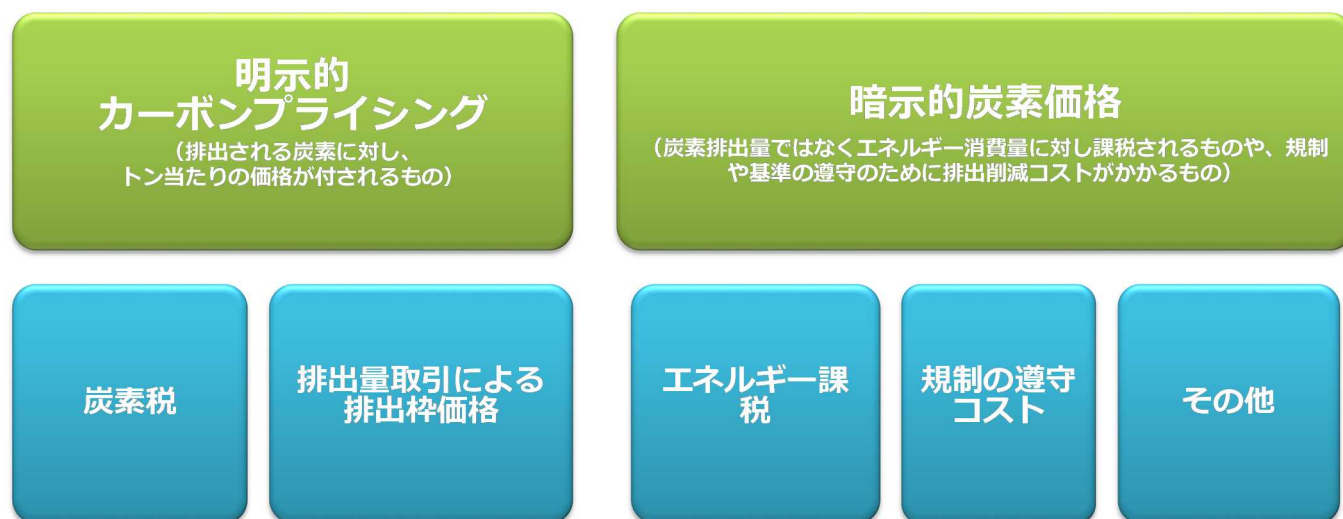 明示的
カーボンプライシング
（排出される炭素に対し、
トン当たりの価格が付されるもの）
暗示的炭素価格
（炭素排出量ではなくエネルギー消費量に対し課税されるものや、規制
や基準の遵守のために排出削減コストがかかるもの）
炭素税
排出量取引による
排出枠価格
エネルギー課
税
規制の遵守
コスト
その他